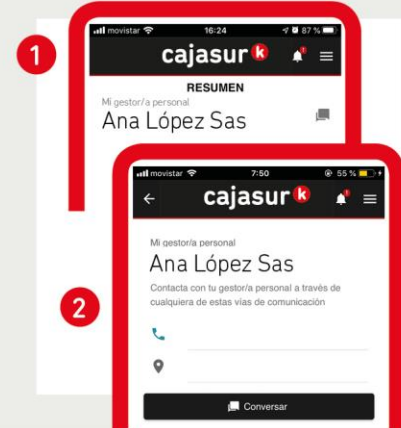 1
movistar 16:24 87 %
cajasur k
RESUMEN
Mi gestor/a personal
Ana López Sas
2
movistar 7:50 55 %
cajasur k
Mi gestor/a personal
Ana López Sas
Contacta con tu gestor/a personal a través de
cualquiera de estas vías de comunicación
Conversar